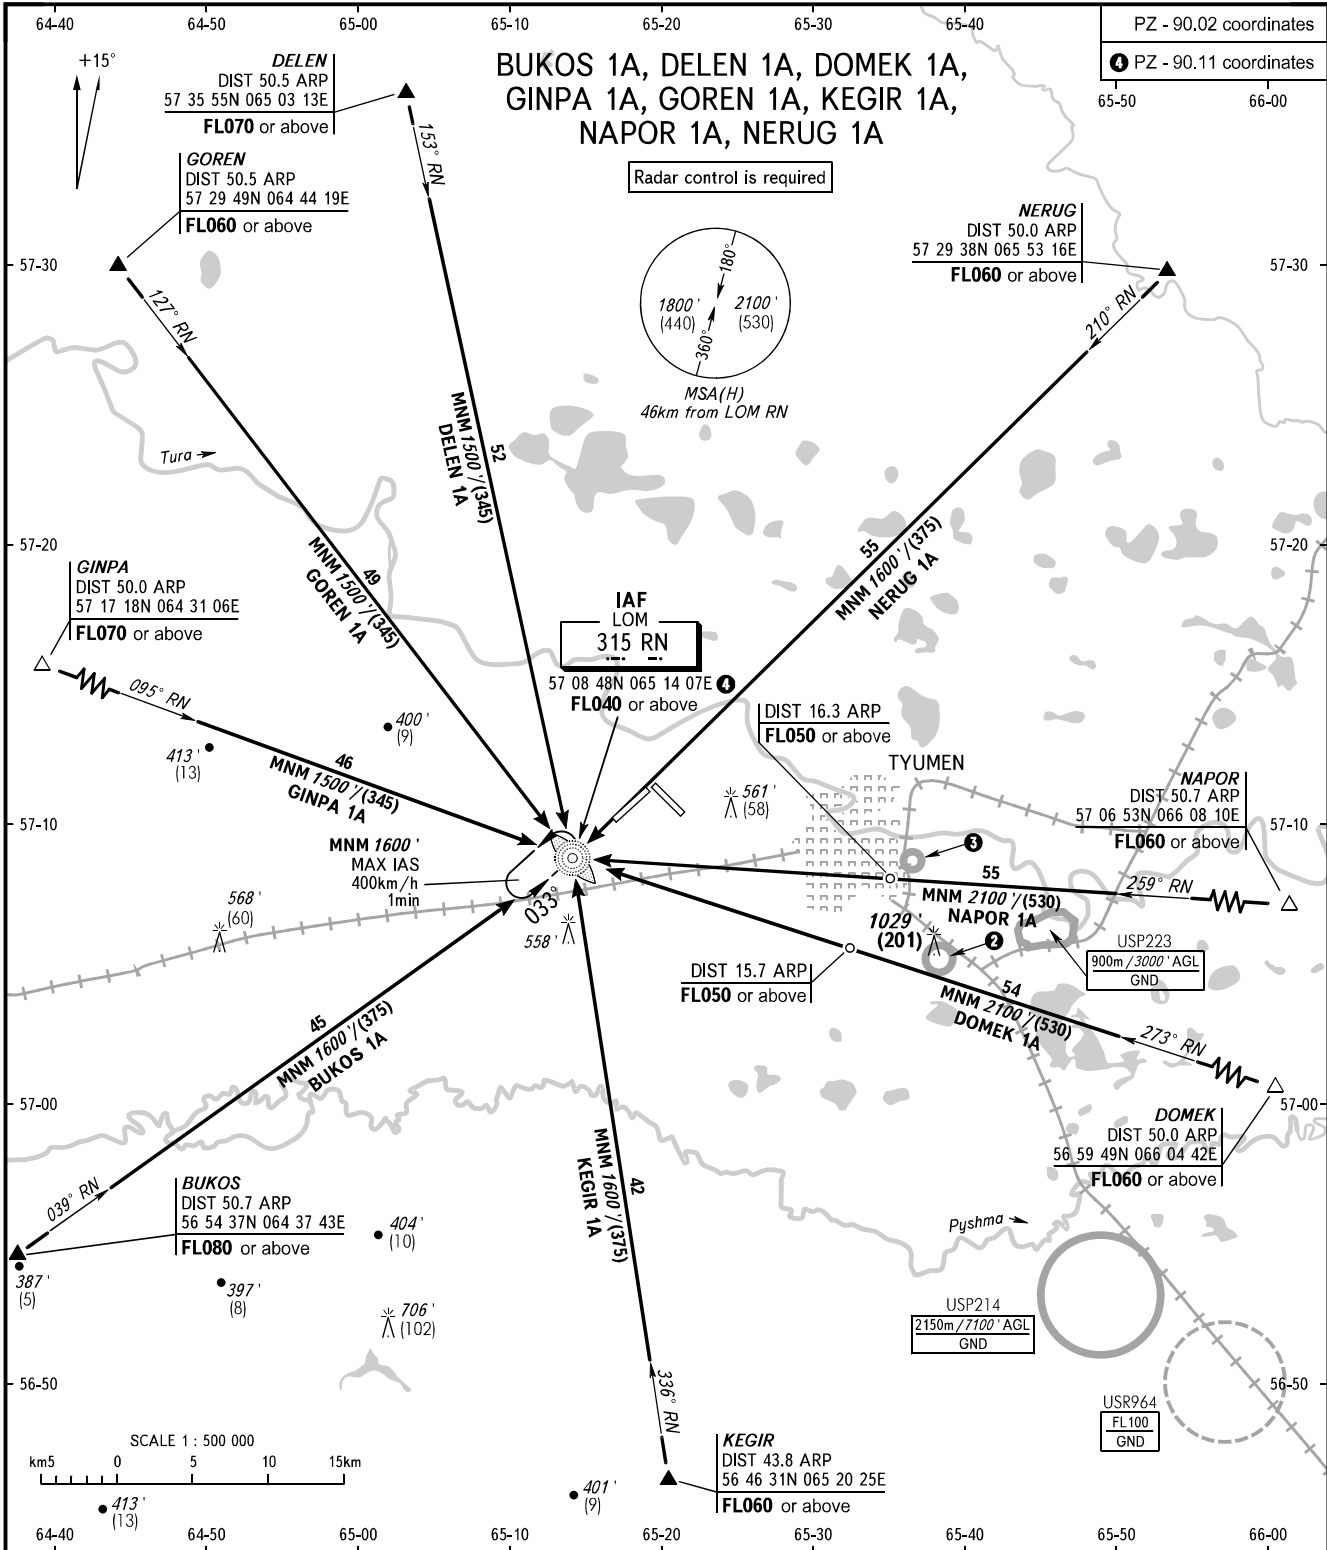 64-40 64-50 65-00 65-10 65-20 65-30 65-40
PZ - 90.02 coordinates
4 PZ - 90.11 coordinates
65-50 66-00
+15°
BUKOS 1A, DELEN 1A, DOMEK 1A,
GINPA 1A, GOREN 1A, KEGIR 1A,
NAPOR 1A, NERUG 1A
Radar control is required
DELEN
DIST 50.5 ARP
57 35 55N 065 03 13E
FL070 or above
153° RN
GOREN
DIST 50.5 ARP
57 29 49N 064 44 19E
FL060 or above
127° RN
NERUG
DIST 50.0 ARP
57 29 38N 065 53 16E
FL060 or above
210° RN
57-30
57-30
180°
1800 '
(440)
2100 '
(530)
360°
MSA(H)
46km from LOM RN
Tura
52
MNM 1500 '/(345)
DELEN 1A
49
MNM 1500 '/(345)
GOREN 1A
55
MNM 1600 '/(375)
NERUG 1A
57-20
57-20
GINPA
DIST 50.0 ARP
57 17 18N 064 31 06E
FL070 or above
095° RN
IAF
LOM
315 RN
57 08 48N 065 14 07E 4
FL040 or above
DIST 16.3 ARP
FL050 or above
TYUMEN
400 '
(9)
413 '
(13)
46
MNM 1500 '/(345)
GINPA 1A
561 '
(58)
NAPOR
DIST 50.7 ARP
57 06 53N 066 08 10E
FL060 or above
57-10
57-10
MNM 1600 '
MAX IAS
400km/h
1min
033°
3
55
MNM 2100 '/(530)
NAPOR 1A
259° RN
568 '
(60)
558 '
1029 '
(201)
2
USP223
900m / 3000 ' AGL
GND
DIST 15.7 ARP
FL050 or above
54
MNM 2100 '/(530)
DOMEK 1A
273° RN
45
MNM 1600 '/(375)
BUKOS 1A
57-00
57-00
DOMEK
DIST 50.0 ARP
56 59 49N 066 04 42E
FL060 or above
42
MNM 1600 '/(375)
KEGIR 1A
039° RN
BUKOS
DIST 50.7 ARP
56 54 37N 064 37 43E
FL080 or above
404 '
(10)
Pyshma
387 '
(5)
397 '
(8)
706 '
(102)
USP214
2150m / 7100 ' AGL
GND
336° RN
56-50
56-50
USR964
FL100
GND
SCALE 1 : 500 000
km5 0 5 10 15km
KEGIR
DIST 43.8 ARP
56 46 31N 065 20 25E
FL060 or above
413 '
(13)
401 '
(9)
64-40 64-50 65-00 65-10 65-20 65-30 65-40 65-50 66-00